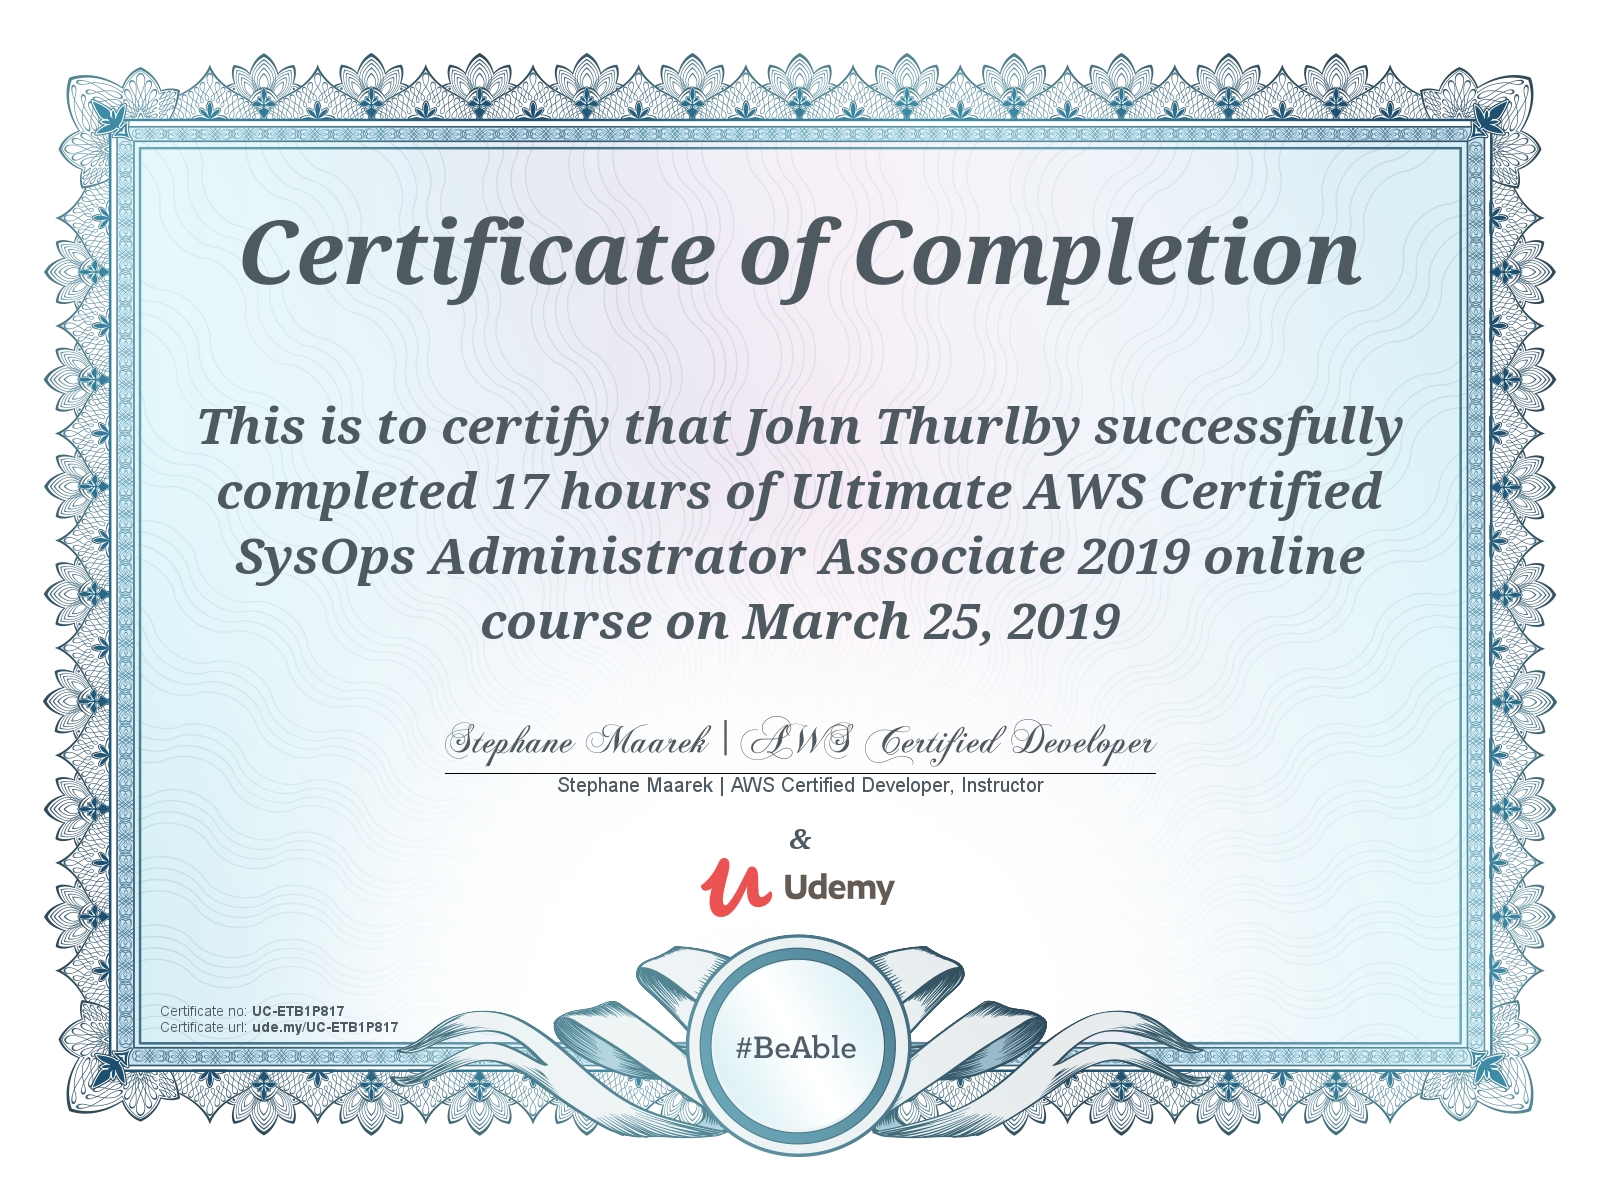 Certificate of Completion
This is to certify that John Thurlby successfully
completed 17 hours of Ultimate AWS Certified
SysOps Administrator Associate 2019 online
course on March 25, 2019
Stephane Maarek | AWS Certified Developer
Stephane Maarek | AWS Certified Developer, Instructor
&
Udemy
Certificate no: UC-ETB1P817
Certificate url: ude.my/UC-ETB1P817
#BeAble